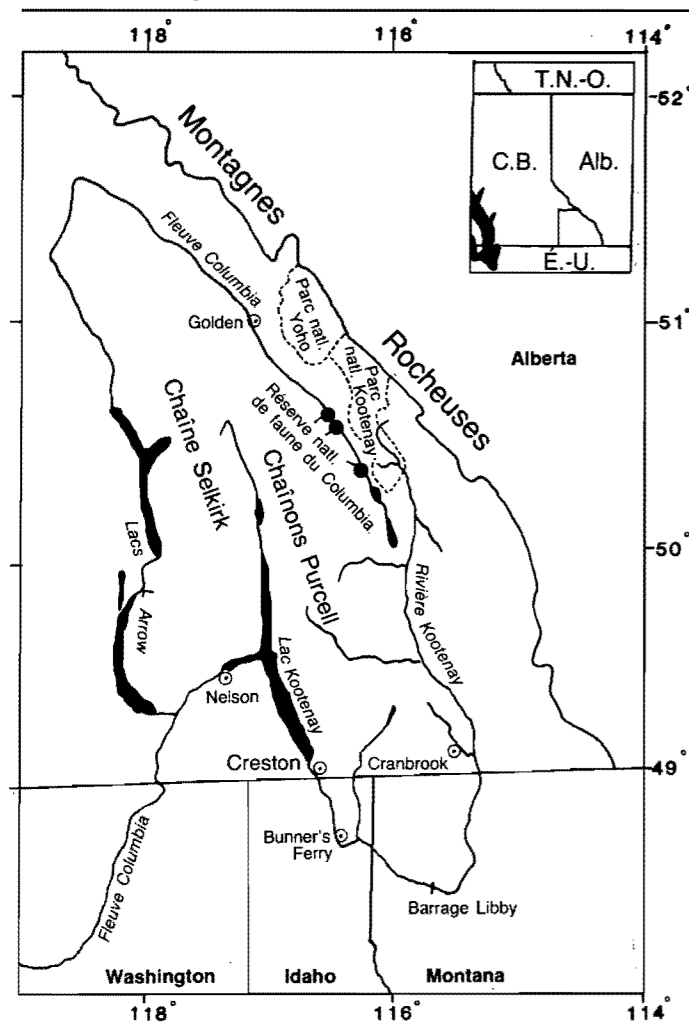 118°
116°
114°
52°
T.N.-O.
C.B.
Alb.
É.-U.
Montagnes
Rocheuses
Fleuve Columbia
Golden
Parc natl.
Yoho
51°
Alberta
Parc
natl. Kootenay
Réserve natl.
de faune du Columbia
Chaîne Selkirk
Chaînons Purcell
Lacs
Arrow
50°
Rivière Kootenay
Lac Kootenay
Nelson
Creston
Cranbrook
49°
Bunner's
Ferry
Fleuve Columbia
Barrage Libby
Washington
Idaho
Montana
118°
116°
114°